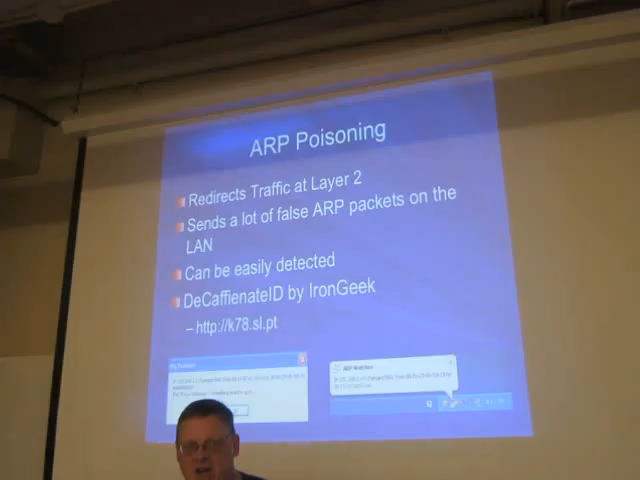 ARP Poisoning
Redirects Traffic at Layer 2
Sends a lot of false ARP packets on the
LAN
Can be easily detected
DeCaffienateID by IronGeek
– http://k78.sl.pt